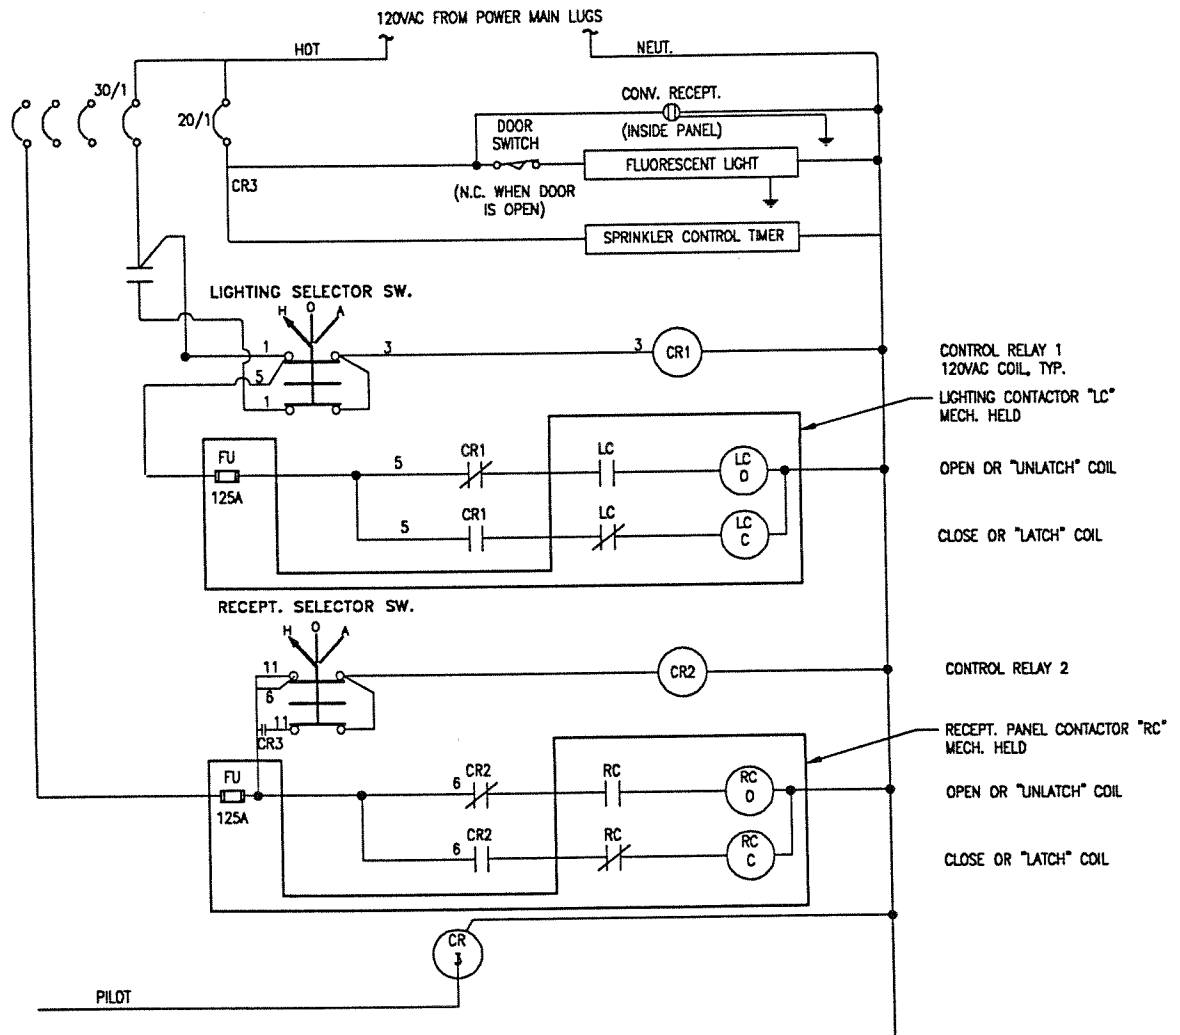 120VAC FROM POWER MAIN LUGS
HOT
NEUT.
30/1
20/1
CONV. RECEPT.
(INSIDE PANEL)
DOOR
SWITCH
FLUORESCENT LIGHT
CR3
(N.C. WHEN DOOR
IS OPEN)
SPRINKLER CONTROL TIMER
LIGHTING SELECTOR SW.
H O A
1
3
3
CR1
CONTROL RELAY 1
120VAC COIL, TYP.
5
1
LIGHTING CONTACTOR "LC"
MECH. HELD
FU
125A
5
CR1
LC
LC
O
OPEN OR "UNLATCH" COIL
5
CR1
LC
LC
C
CLOSE OR "LATCH" COIL
RECEPT. SELECTOR SW.
H O A
11
6
CR2
CONTROL RELAY 2
11
CR3
RECEPT. PANEL CONTACTOR "RC"
MECH. HELD
FU
125A
6
CR2
RC
RC
O
OPEN OR "UNLATCH" COIL
6
CR2
RC
RC
C
CLOSE OR "LATCH" COIL
CR
3
PILOT